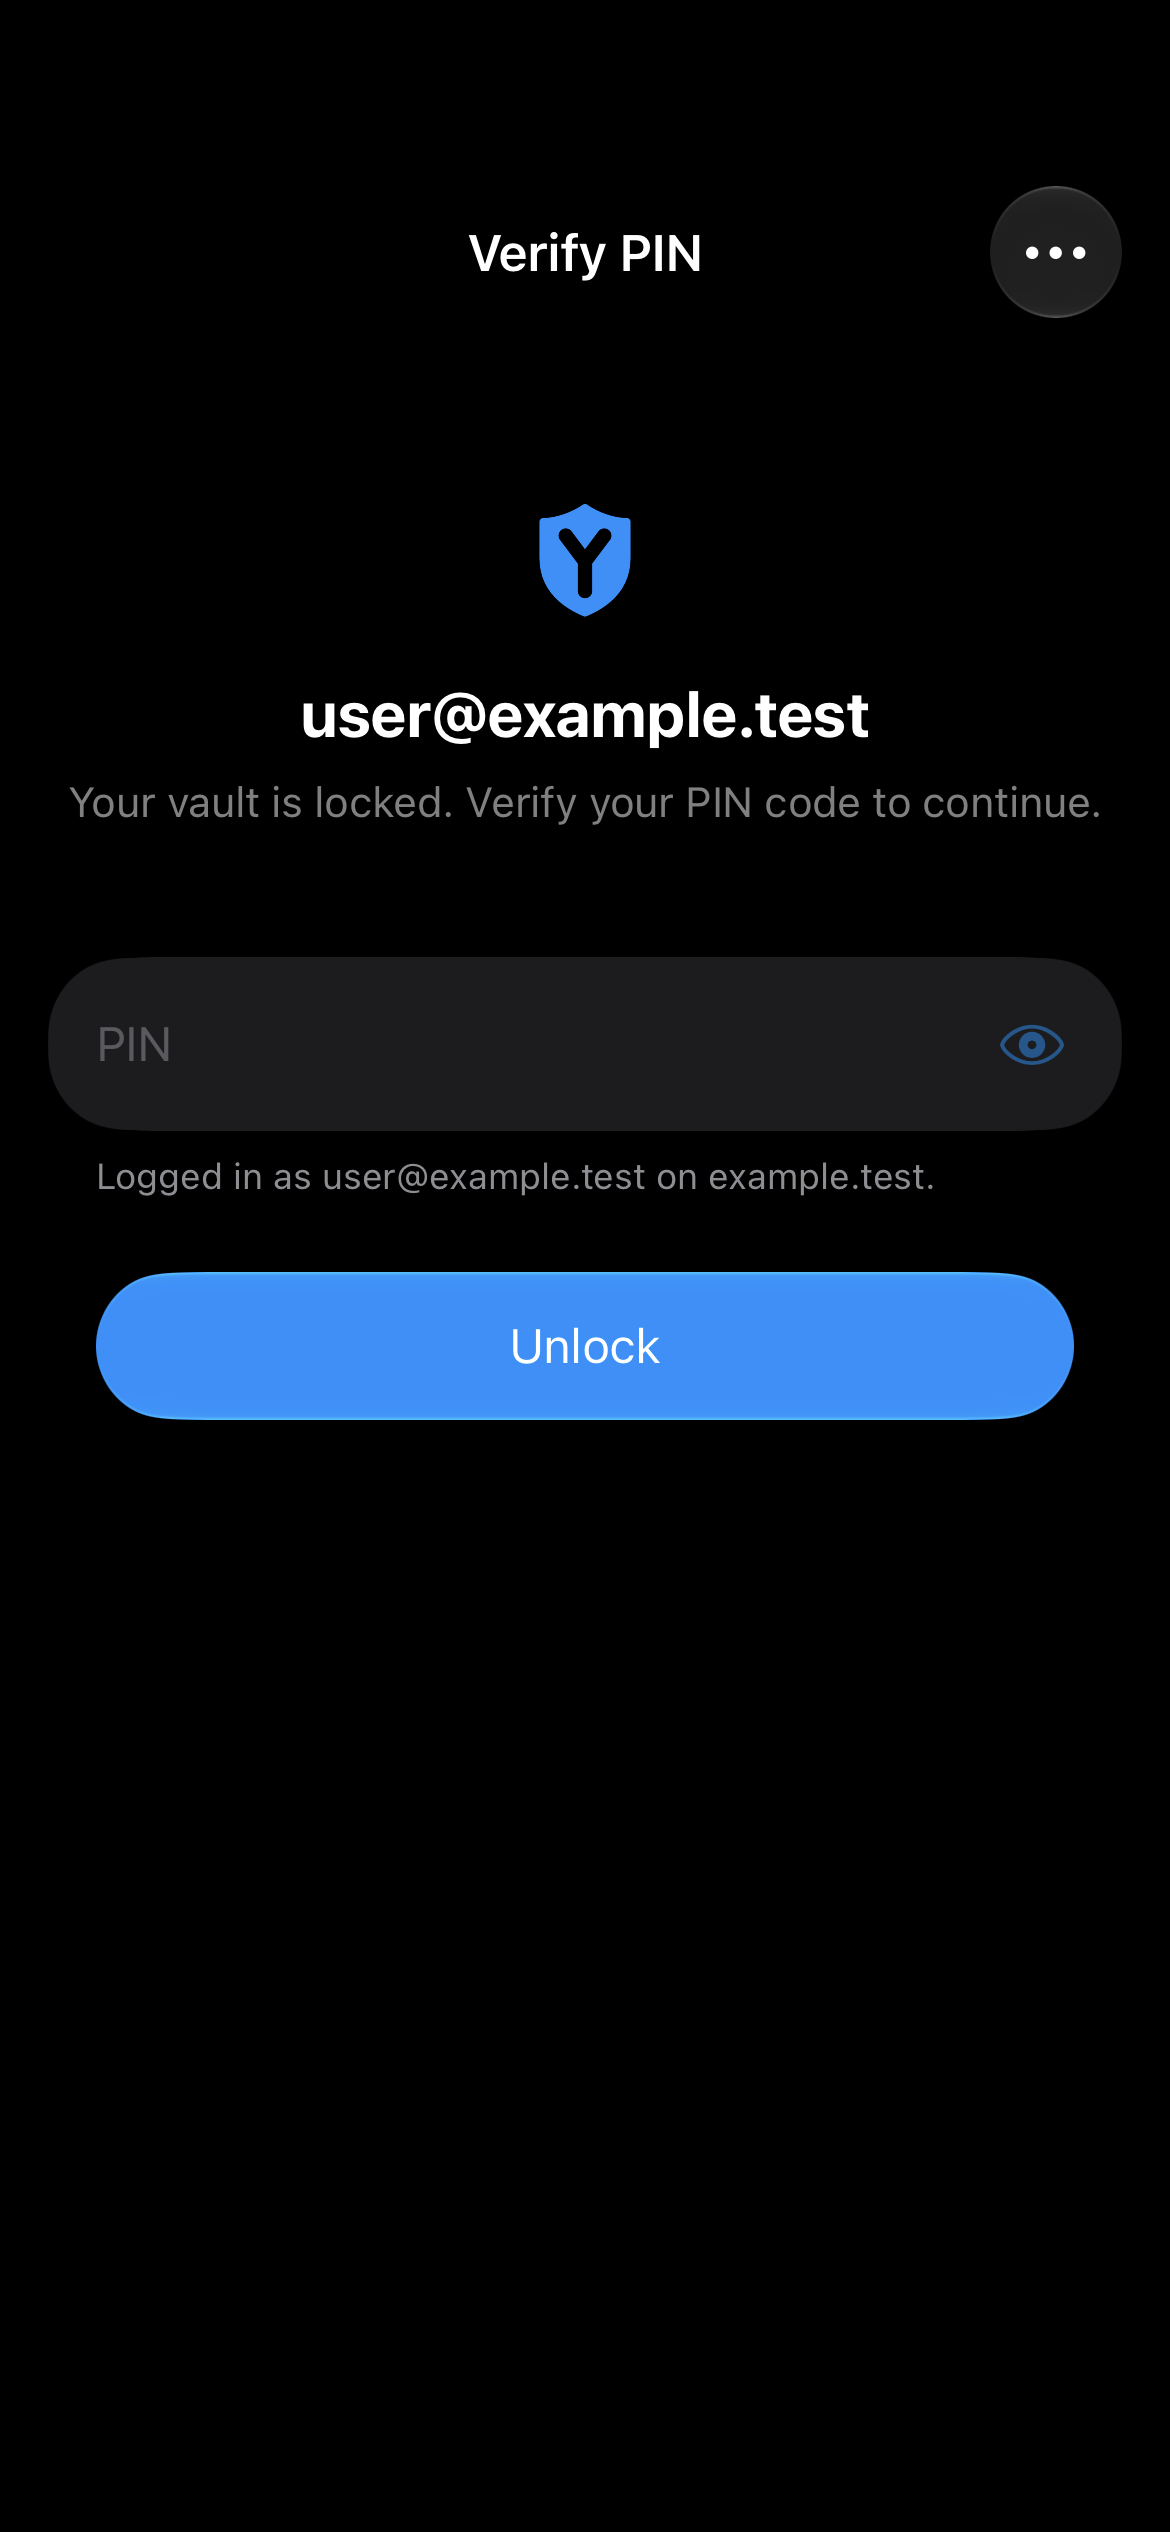 Verify PIN
Y
user@example.test
Your vault is locked. Verify your PIN code to continue.
PIN
Logged in as user@example.test on example.test.
Unlock